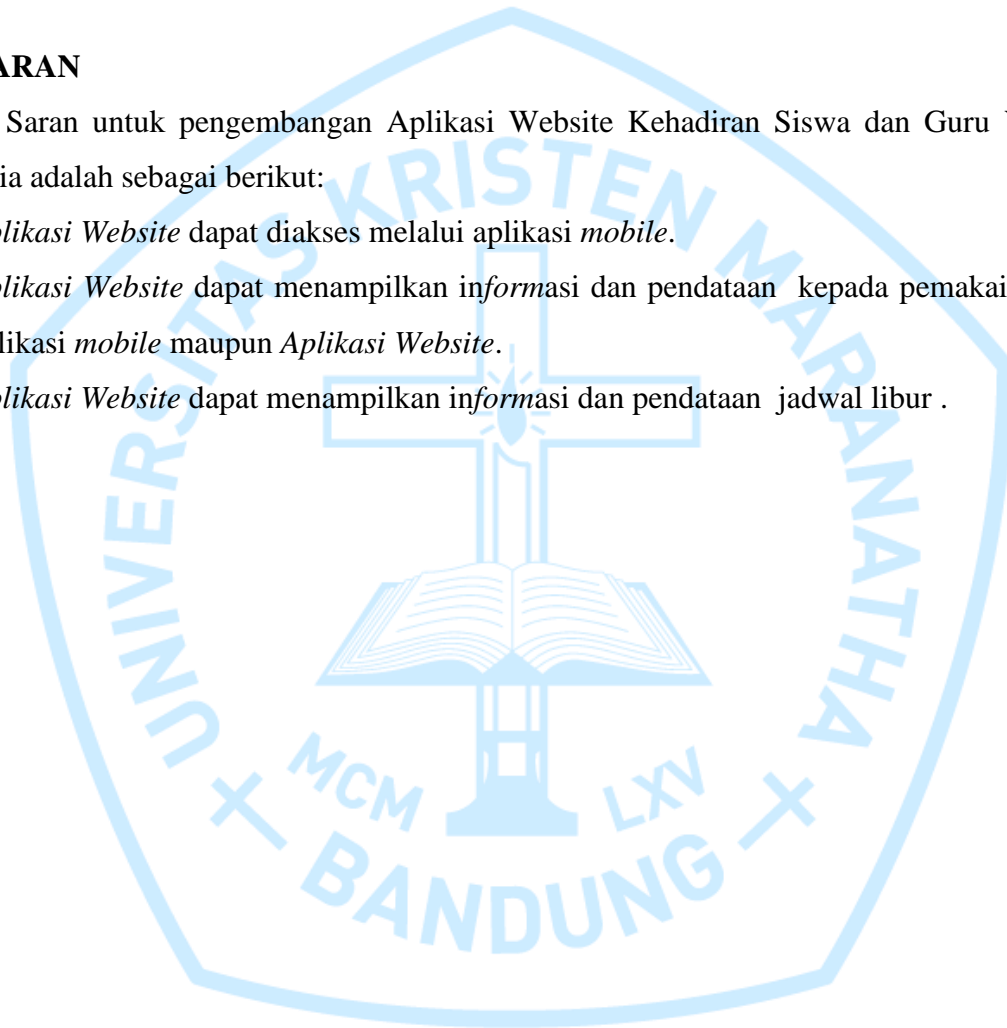 ARAN
Saran untuk pengembangan Aplikasi Website Kehadiran Siswa dan Guru
ia adalah sebagai berikut:
plikasi Website dapat diakses melalui aplikasi mobile.
plikasi Website dapat menampilkan informasi dan pendataan kepada pemakai
likasi mobile maupun Aplikasi Website.
plikasi Website dapat menampilkan informasi dan pendataan jadwal libur .
UNIVERSITAS KRISTEN MARANATHA
MCM LXV
BANDUNG